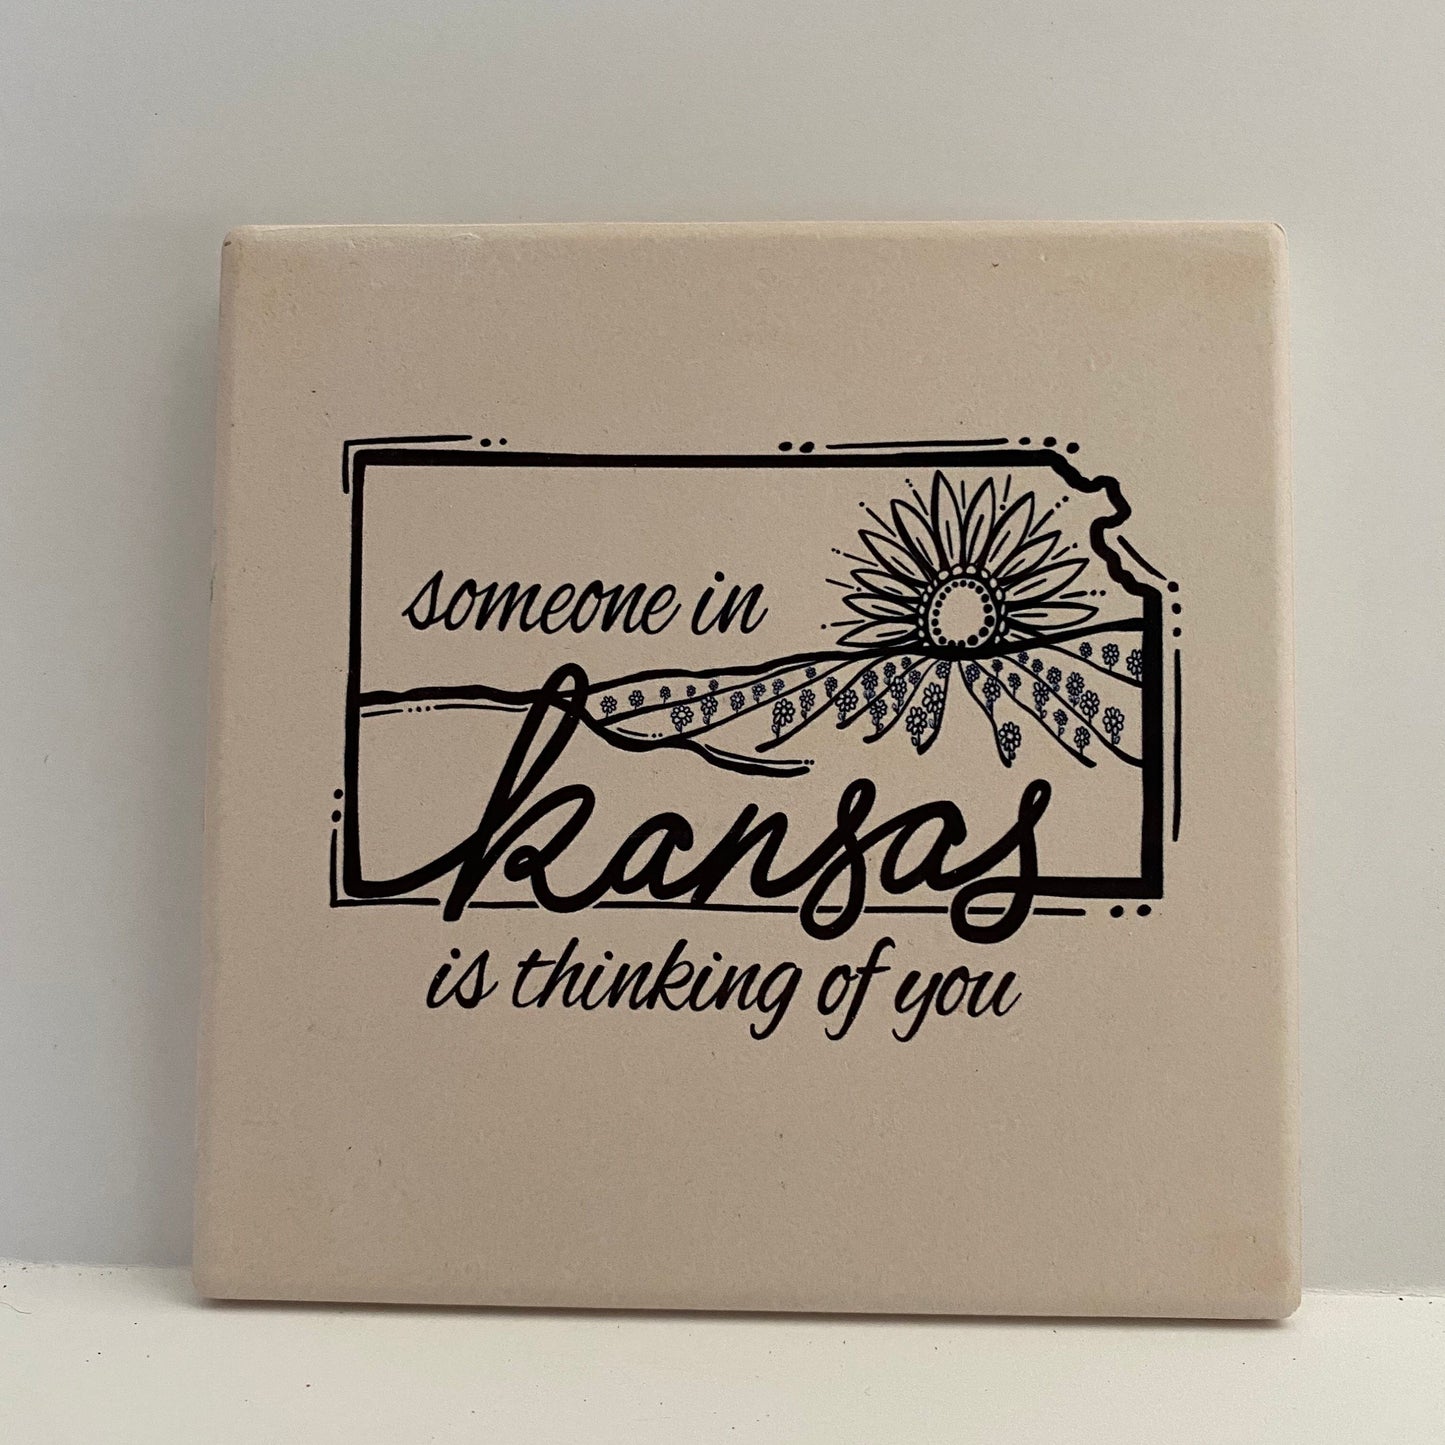 someone in
kansas
is thinking of you